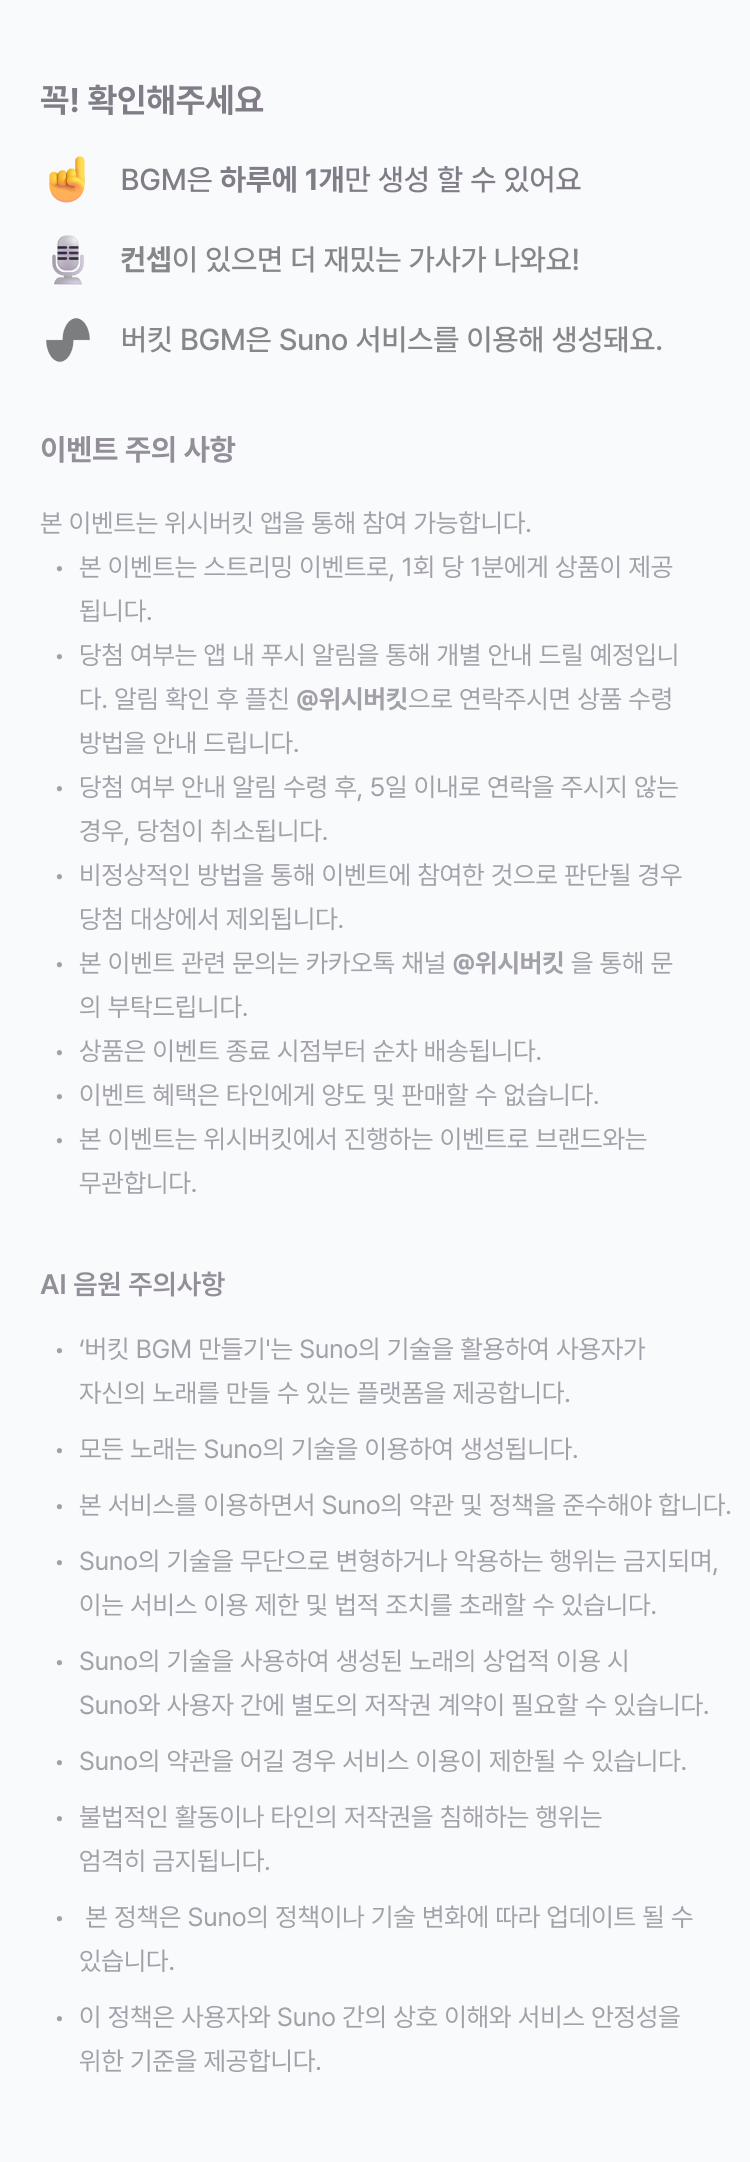 꼭! 확인해주세요
BGM은 하루에 1개만 생성 할 수 있어요
컨셉이 있으면 더 재밌는 가사가 나와요!
버킷 BGM은 Suno 서비스를 이용해 생성돼요.
이벤트 주의 사항
본 이벤트는 위시버킷 앱을 통해 참여 가능합니다.
• 본 이벤트는 스트리밍 이벤트로, 1회 당 1분에게 상품이 제공
됩니다.
• 당첨 여부는 앱 내 푸시 알림을 통해 개별 안내 드릴 예정입니
다. 알림 확인 후 플친 @위시버킷으로 연락주시면 상품 수령
방법을 안내 드립니다.
• 당첨 여부 안내 알림 수령 후, 5일 이내로 연락을 주시지 않는
경우, 당첨이 취소됩니다.
• 비정상적인 방법을 통해 이벤트에 참여한 것으로 판단될 경우
당첨 대상에서 제외됩니다.
• 본 이벤트 관련 문의는 카카오톡 채널 @위시버킷 을 통해 문
의 부탁드립니다.
• 상품은 이벤트 종료 시점부터 순차 배송됩니다.
• 이벤트 혜택은 타인에게 양도 및 판매할 수 없습니다.
• 본 이벤트는 위시버킷에서 진행하는 이벤트로 브랜드와는
무관합니다.
AI 음원 주의사항
• ‘버킷 BGM 만들기'는 Suno의 기술을 활용하여 사용자가
자신의 노래를 만들 수 있는 플랫폼을 제공합니다.
• 모든 노래는 Suno의 기술을 이용하여 생성됩니다.
• 본 서비스를 이용하면서 Suno의 약관 및 정책을 준수해야 합니다.
• Suno의 기술을 무단으로 변형하거나 악용하는 행위는 금지되며,
이는 서비스 이용 제한 및 법적 조치를 초래할 수 있습니다.
• Suno의 기술을 사용하여 생성된 노래의 상업적 이용 시
Suno와 사용자 간에 별도의 저작권 계약이 필요할 수 있습니다.
• Suno의 약관을 어길 경우 서비스 이용이 제한될 수 있습니다.
• 불법적인 활동이나 타인의 저작권을 침해하는 행위는
엄격히 금지됩니다.
• 본 정책은 Suno의 정책이나 기술 변화에 따라 업데이트 될 수
있습니다.
• 이 정책은 사용자와 Suno 간의 상호 이해와 서비스 안정성을
위한 기준을 제공합니다.